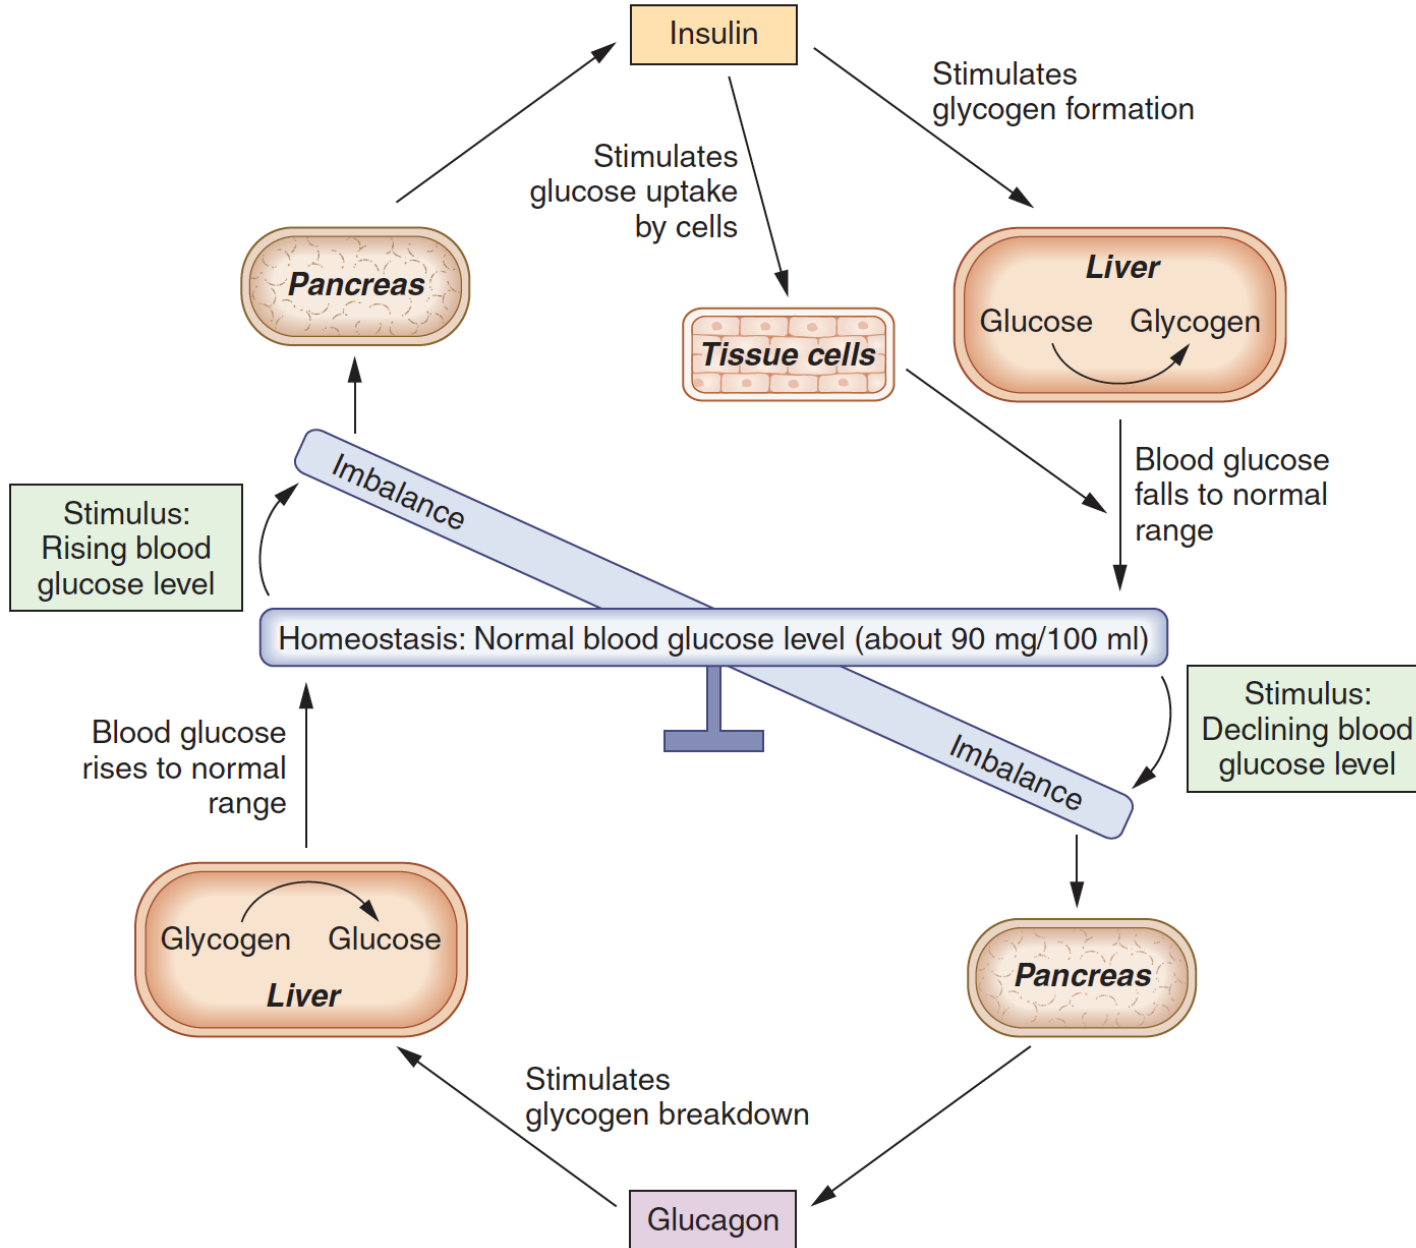 Insulin
Stimulates
glycogen formation
Stimulates
glucose uptake
by cells
Pancreas
Liver
Glucose Glycogen
Tissue cells
Imbalance
Blood glucose
falls to normal
range
Stimulus:
Rising blood
glucose level
Homeostasis: Normal blood glucose level (about 90 mg/100 ml)
Stimulus:
Declining blood
glucose level
Blood glucose
rises to normal
range
Imbalance
Glycogen Glucose
Liver
Pancreas
Stimulates
glycogen breakdown
Glucagon